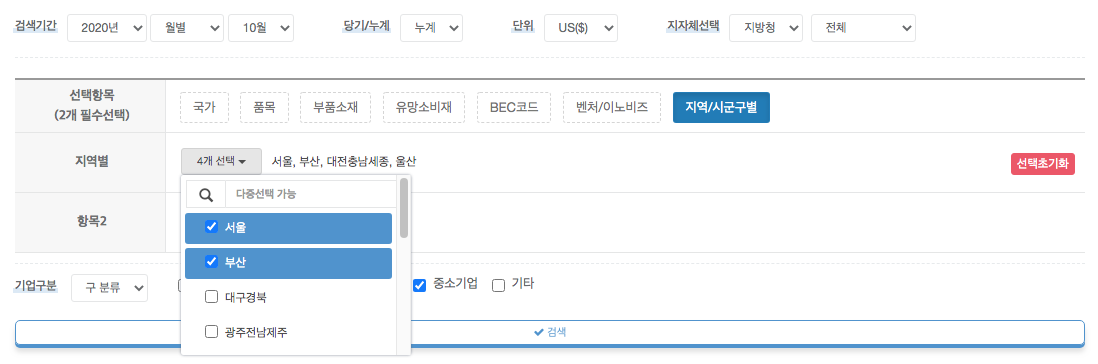 검색기간 2020년 월별 10월 당기/누계 누계 단위 US($) 지자체선택 지방청 전체
선택항목
(2개 필수선택)
국가 품목 부품소재 유망소비재 BEC코드 벤처/이노비즈 지역/시군구별
지역별 4개 선택 서울, 부산, 대전충남세종, 울산 선택초기화
다중선택 가능
서울
항목2
부산
기업구분 구 분류 중소기업 기타
대구경북
광주전남제주
검색